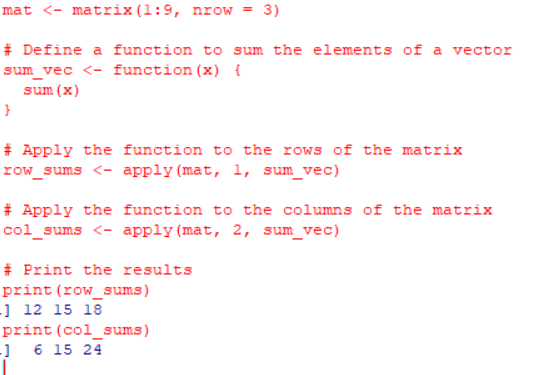 mat <- matrix(1:9, nrow = 3)
# Define a function to sum the elements of a vector
sum_vec <- function(x) {
  sum(x)
}
# Apply the function to the rows of the matrix
row_sums <- apply(mat, 1, sum_vec)
# Apply the function to the columns of the matrix
col_sums <- apply(mat, 2, sum_vec)
# Print the results
print(row_sums)
] 12 15 18
print(col_sums)
]  6 15 24